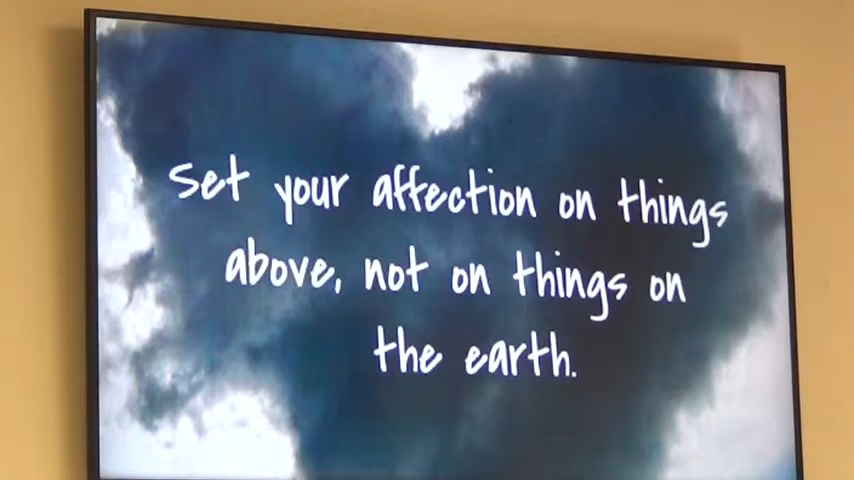 Set your affection on things
above, not on things on
the earth.